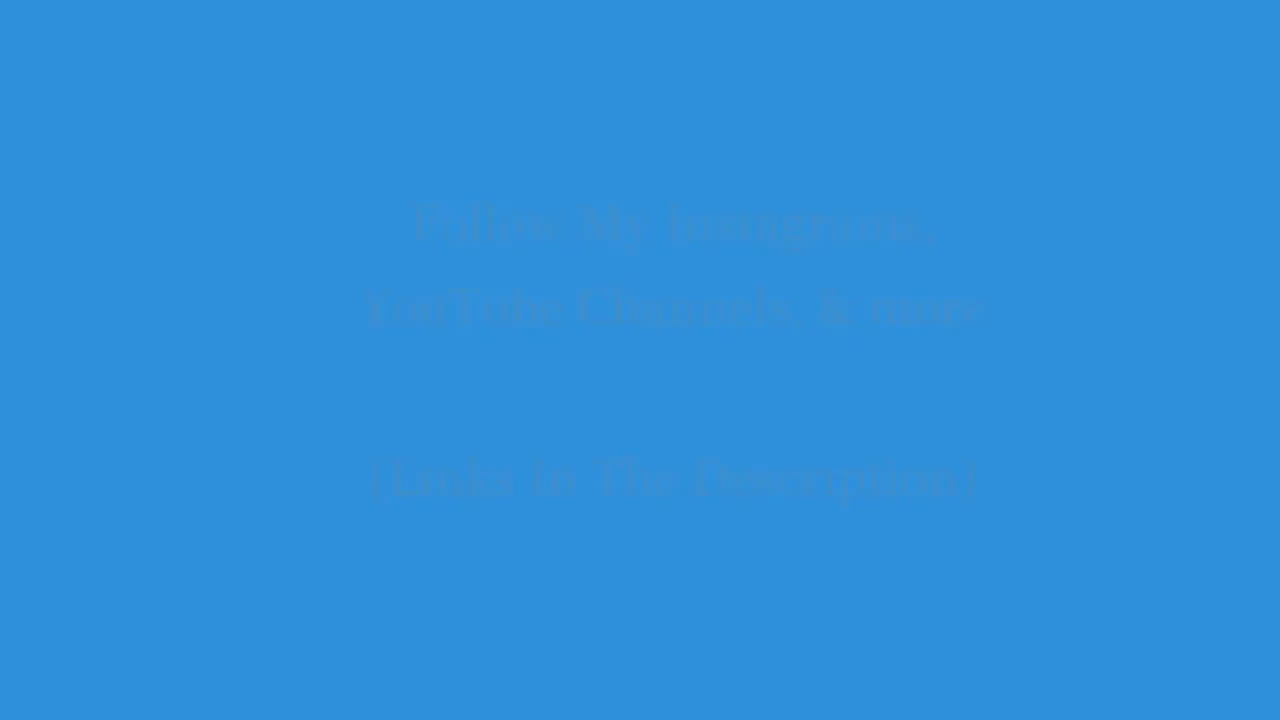 Follow My Instagrams,
YouTube Channels, & more
(Links in The Description)